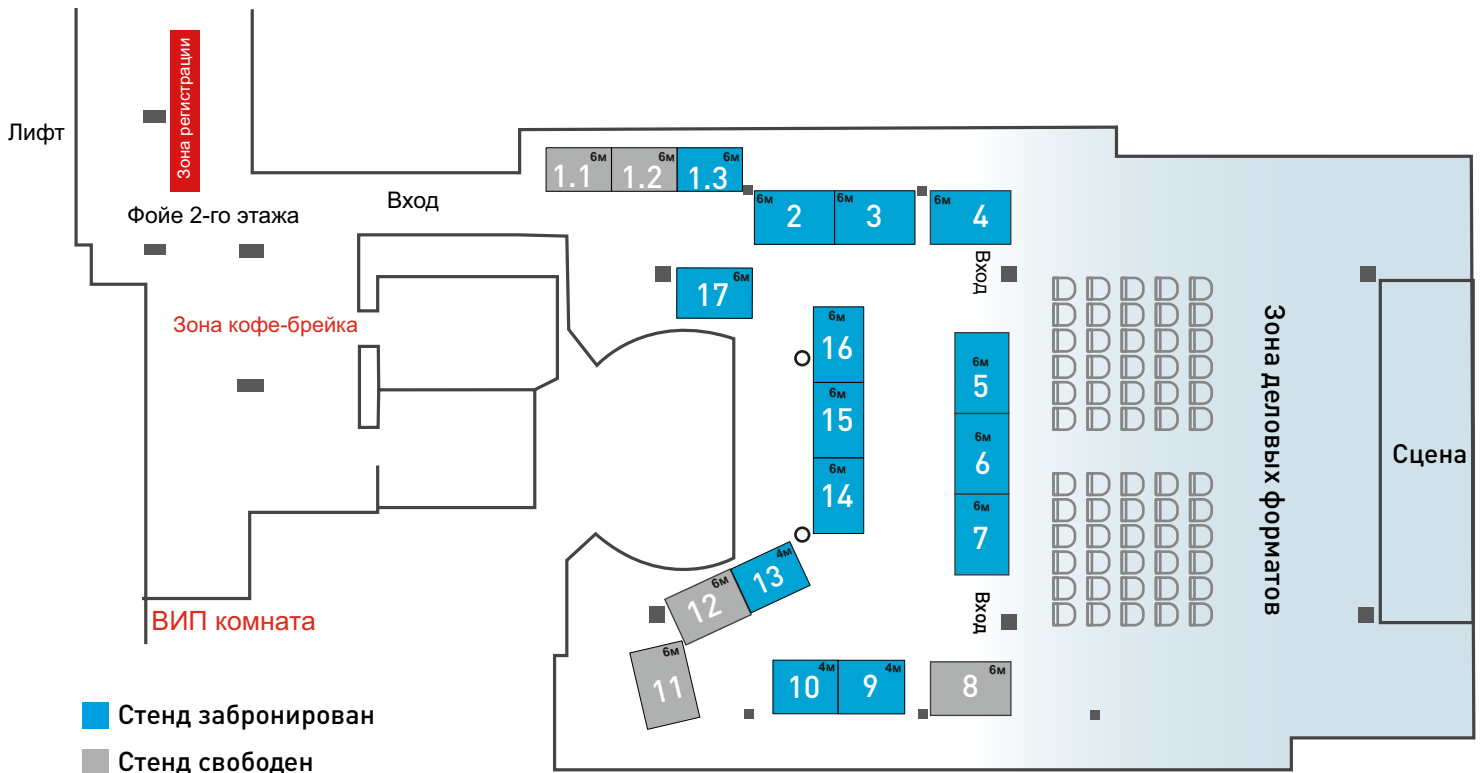 Зона регистрации
Лифт
Фойе 2-го этажа
Вход
6м
1.1
6м
1.2
6м
1.3
6м
2
6м
3
6м
4
Вход
6м
17
Зона кофе-брейка
6м
16
6м
15
6м
14
6м
5
6м
6
6м
7
Зона деловых форматов
Сцена
4м
13
6м
12
ВИП комната
Вход
6м
11
4м
10
4м
9
6м
8
Стенд забронирован
Стенд свободен